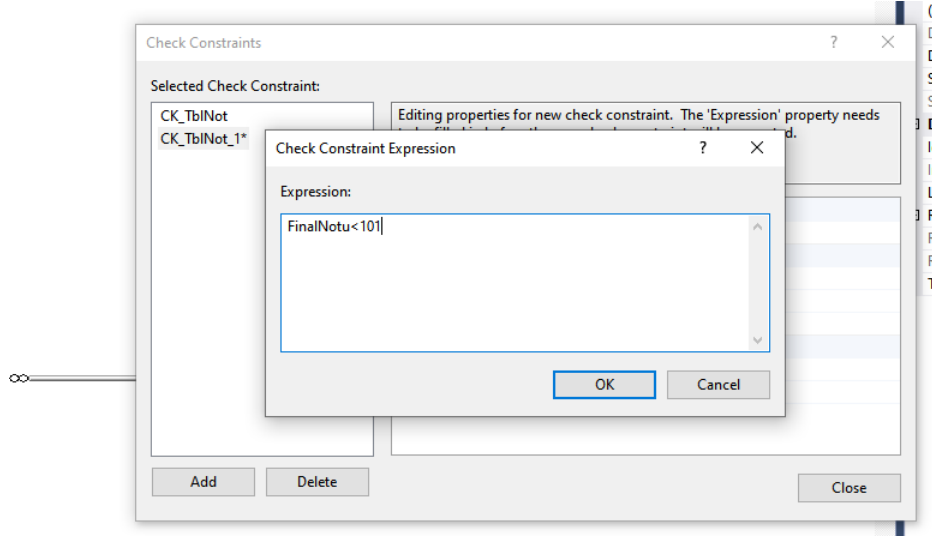 Check Constraints
Selected Check Constraint:
CK_TblNot
CK_TblNot_1*
Editing properties for new check constraint. The 'Expression' property needs
Check Constraint Expression
Expression:
FinalNotu<101
OK
Cancel
Add
Delete
Close